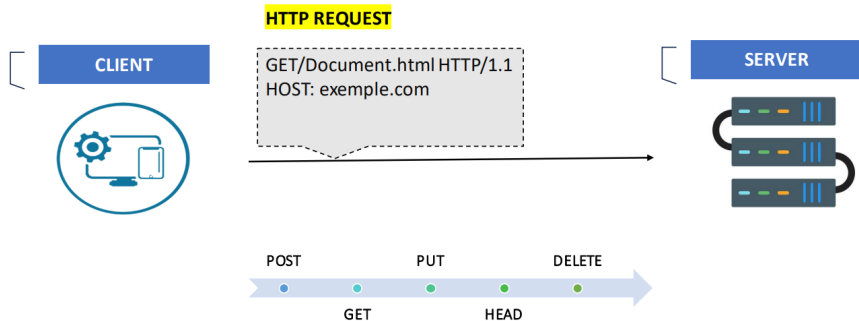 HTTP REQUEST
CLIENT
GET/Document.html HTTP/1.1
HOST: exemple.com
SERVER
POST
PUT
DELETE
GET
HEAD